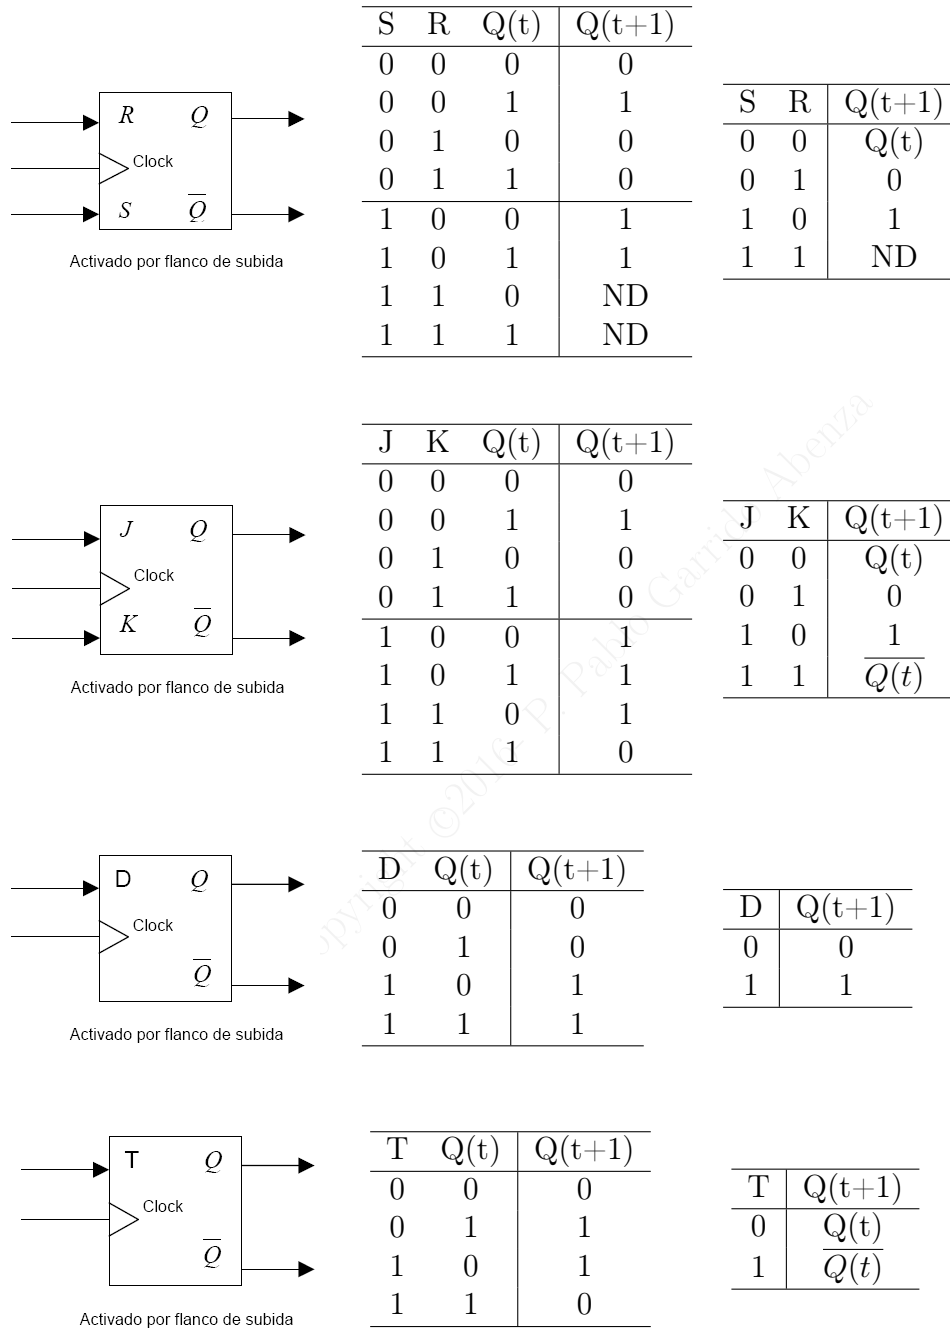 S R Q(t) Q(t+1)
0 0 0 0
0 0 1 1
0 1 0 0
0 1 1 0
1 0 0 1
1 0 1 1
1 1 0 ND
1 1 1 ND
R Q
Clock
S Q̅
Activado por flanco de subida
S R Q(t+1)
0 0 Q(t)
0 1 0
1 0 1
1 1 ND
J K Q(t) Q(t+1)
0 0 0 0
0 0 1 1
0 1 0 0
0 1 1 0
1 0 0 1
1 0 1 1
1 1 0 1
1 1 1 0
J Q
Clock
K Q̅
Activado por flanco de subida
J K Q(t+1)
0 0 Q(t)
0 1 0
1 0 1
1 1 Q̅(̅t̅)̅
D Q
Clock
Q̅
Activado por flanco de subida
D Q(t) Q(t+1)
0 0 0
0 1 0
1 0 1
1 1 1
D Q(t+1)
0 0
1 1
T Q
Clock
Q̅
Activado por flanco de subida
T Q(t) Q(t+1)
0 0 0
0 1 1
1 0 1
1 1 0
T Q(t+1)
0 Q(t)
1 Q̅(̅t̅)̅
opyright ©2016- P. Pablo Garrido Abenza